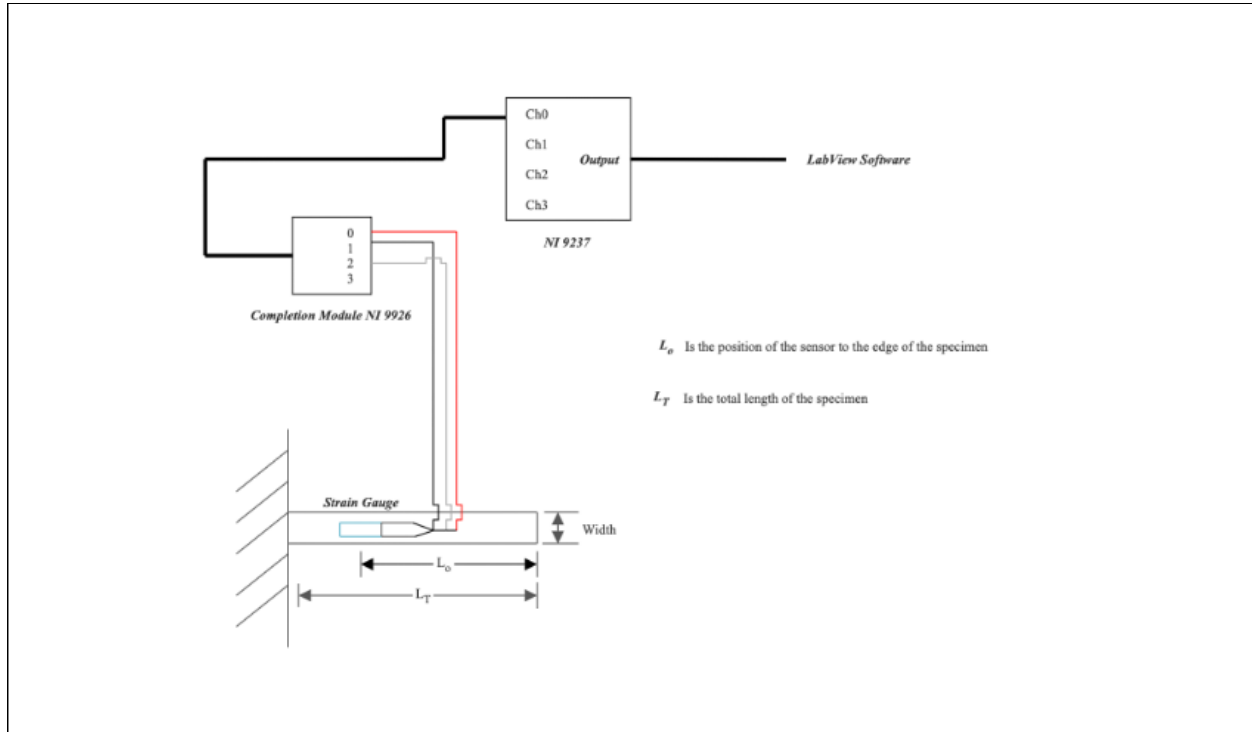 Ch0
Ch1
Ch2
Ch3
Output
LabView Software
NI 9237
0
1
2
3
Completion Module NI 9926
Lo Is the position of the sensor to the edge of the specimen
LT Is the total length of the specimen
Strain Gauge
Width
Lo
LT